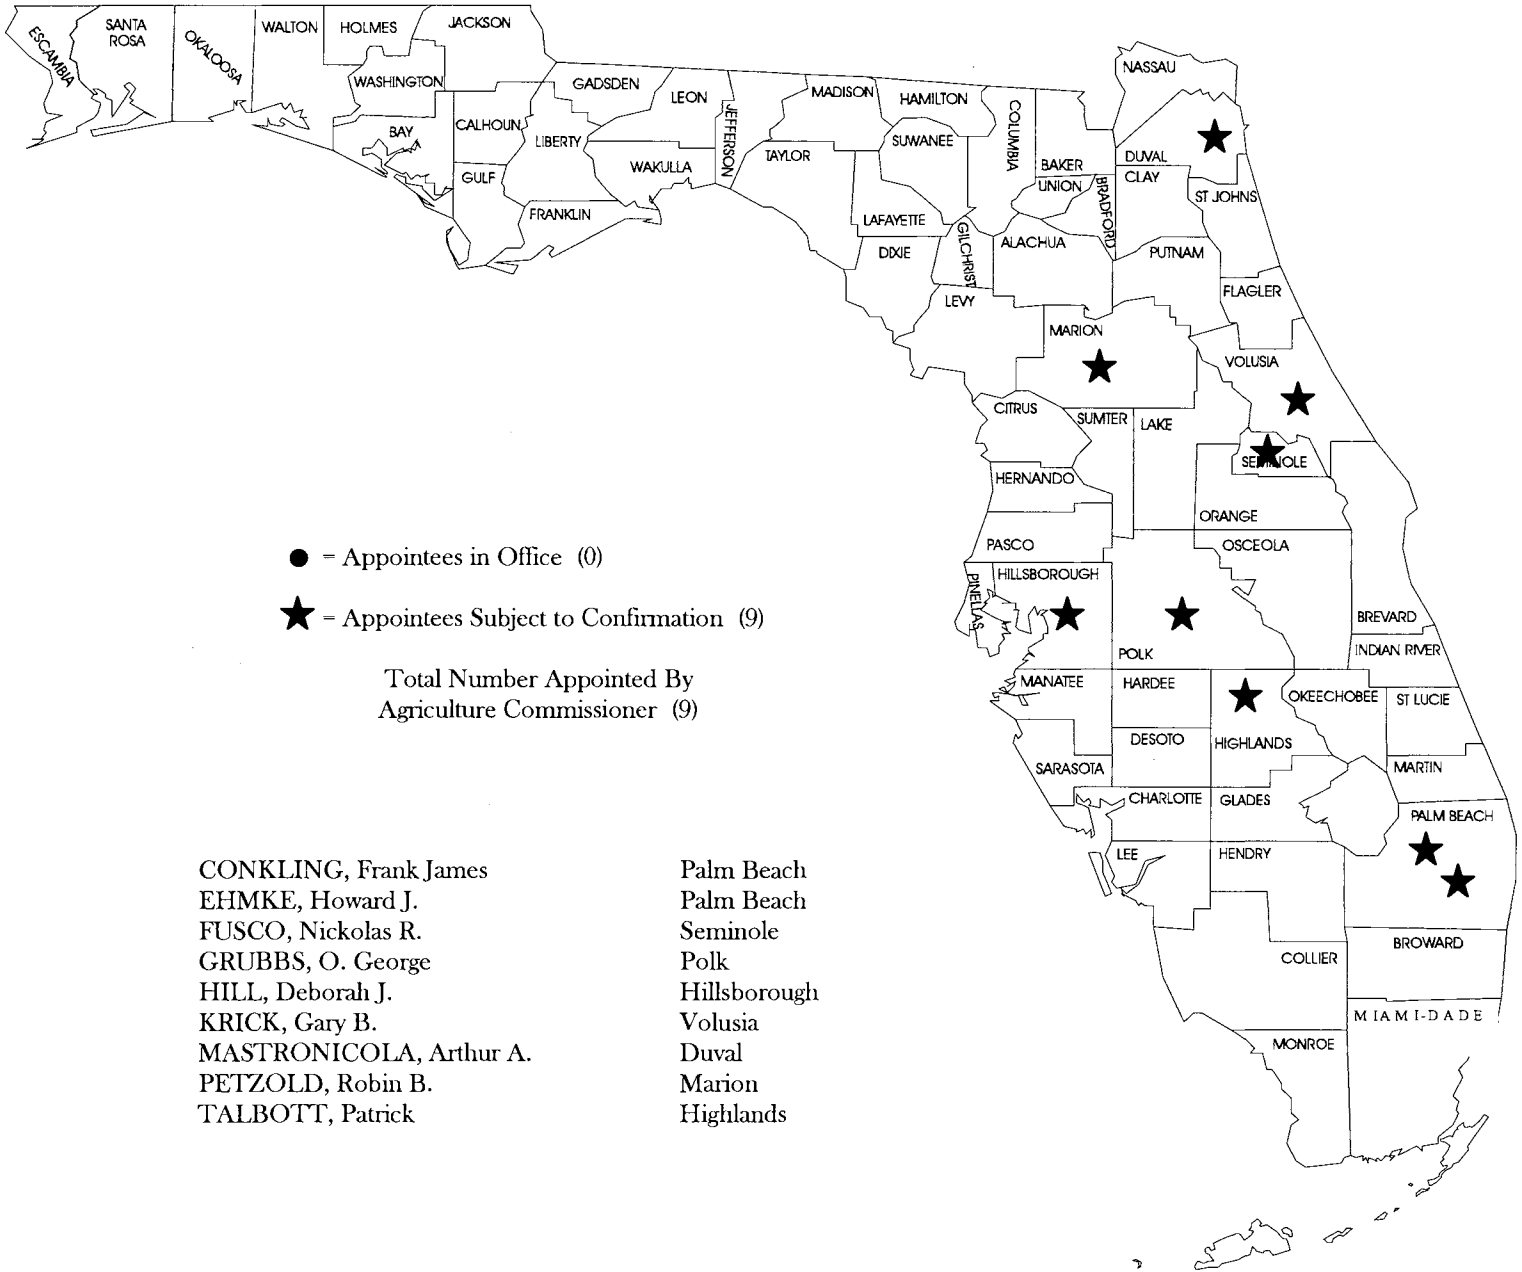 ESCAMBIA
SANTA
ROSA
OKALOOSA
WALTON
HOLMES
JACKSON
WASHINGTON
BAY
CALHOUN
GULF
GADSDEN
LIBERTY
FRANKLIN
LEON
WAKULLA
JEFFERSON
MADISON
TAYLOR
HAMILTON
SUWANEE
LAFAYETTE
DIXIE
COLUMBIA
GILCHRIST
BAKER
UNION
BRADFORD
ALACHUA
LEVY
NASSAU
DUVAL
CLAY
ST JOHNS
PUTNAM
FLAGLER
MARION
VOLUSIA
CITRUS
SUMTER
LAKE
SEMINOLE
HERNANDO
ORANGE
PASCO
OSCEOLA
HILLSBOROUGH
PINELLAS
POLK
BREVARD
INDIAN RIVER
MANATEE
HARDEE
OKEECHOBEE
ST LUCIE
DESOTO
HIGHLANDS
SARASOTA
MARTIN
CHARLOTTE
GLADES
PALM BEACH
LEE
HENDRY
BROWARD
COLLIER
MIAMI-DADE
MONROE
= Appointees in Office (0)
= Appointees Subject to Confirmation (9)
Total Number Appointed By
Agriculture Commissioner (9)
CONKLING, Frank James Palm Beach
EHMKE, Howard J. Palm Beach
FUSCO, Nickolas R. Seminole
GRUBBS, O. George Polk
HILL, Deborah J. Hillsborough
KRICK, Gary B. Volusia
MASTRONICOLA, Arthur A. Duval
PETZOLD, Robin B. Marion
TALBOTT, Patrick Highlands